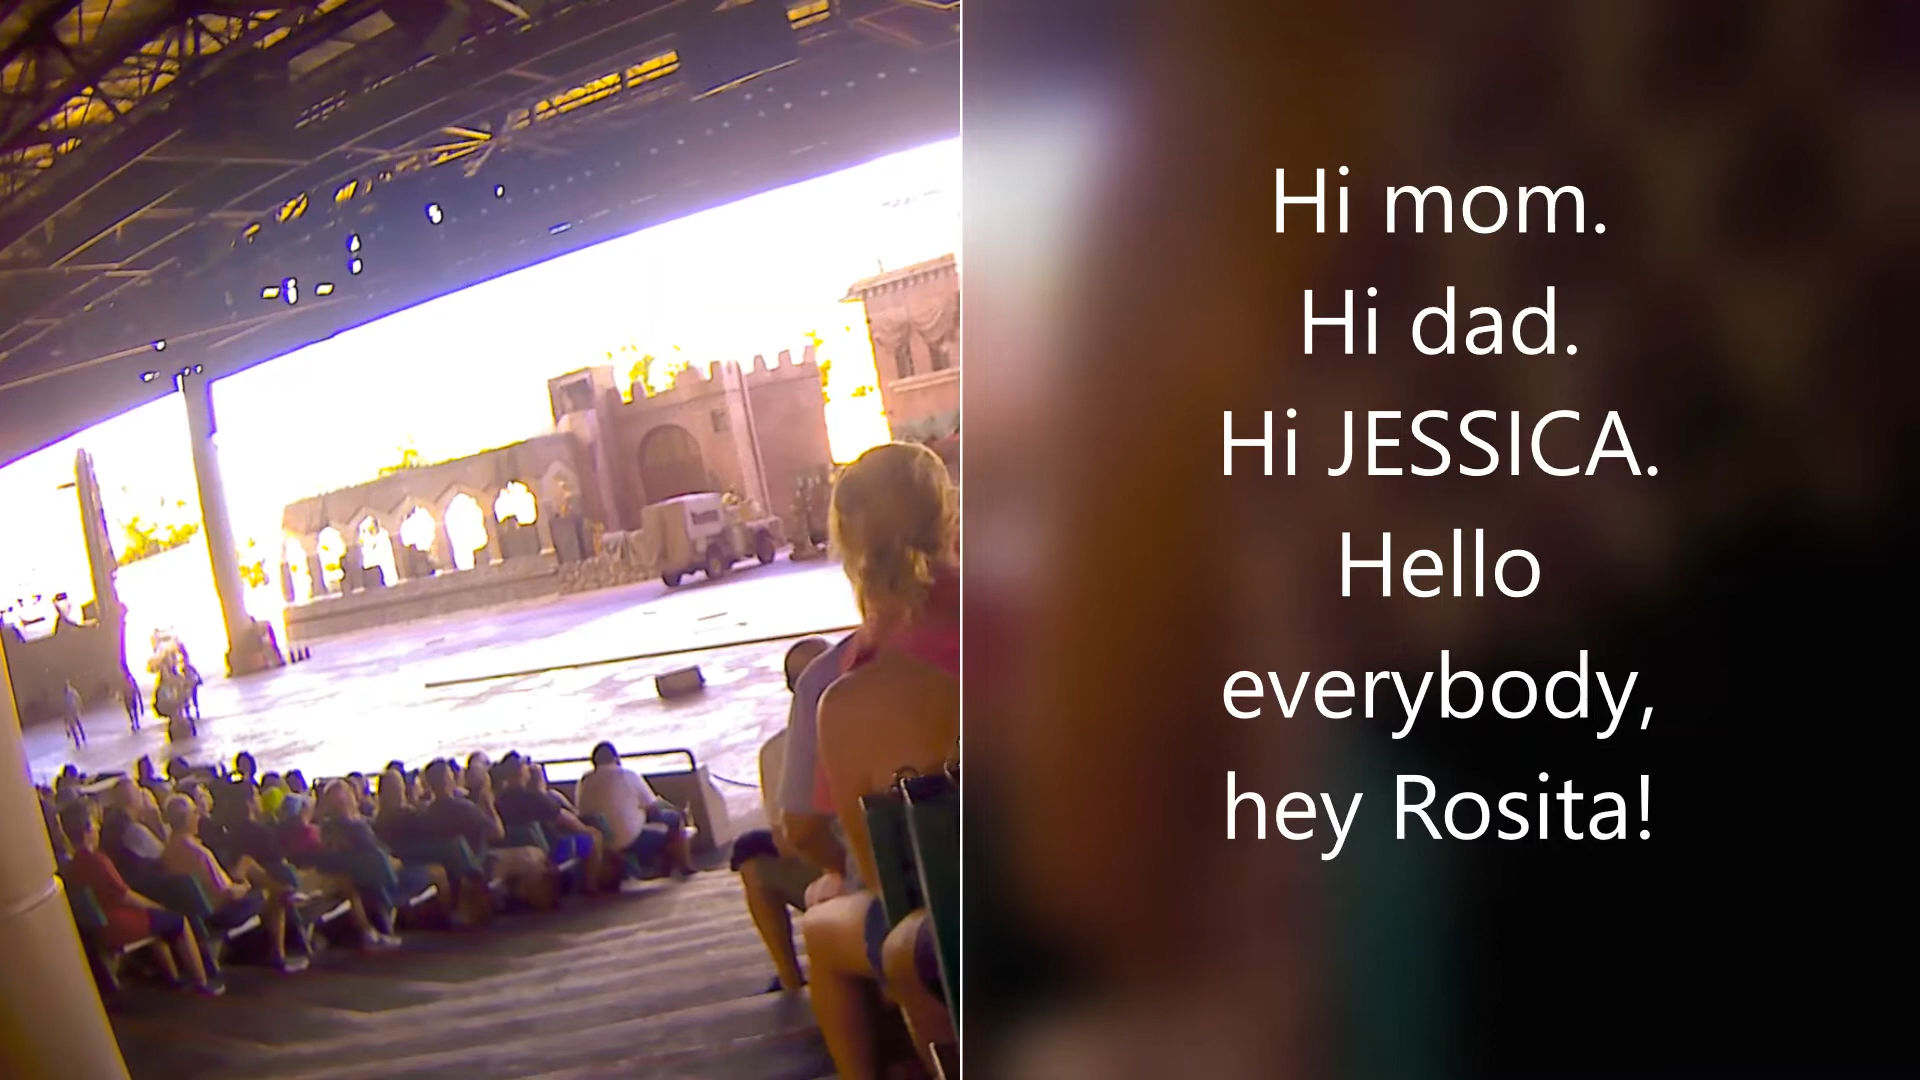 Hi mom.
Hi dad.
Hi JESSICA.
Hello
everybody,
hey Rosita!